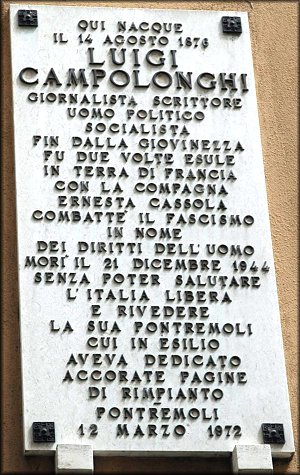 QUI NACQUE
IL 14 AGOSTO 1876
LUIGI
CAMPOLONGHI
GIORNALISTA SCRITTORE
UOMO POLITICO
SOCIALISTA
FIN DALLA GIOVINEZZA
FU DUE VOLTE ESULE
IN TERRA DI FRANCIA
CON LA COMPAGNA
ERNESTA CASSOLA
COMBATTE' IL FASCISMO
IN NOME
DEI DIRITTI DELL'UOMO
MORI' IL 21 DICEMBRE 1944
SENZA POTER SALUTARE
L'ITALIA LIBERA
E RIVEDERE
LA SUA PONTREMOLI
CUI IN ESILIO
AVEVA DEDICATO
ACCORATE PAGINE
DI RIMPIANTO
–
PONTREMOLI
12 MARZO 1972